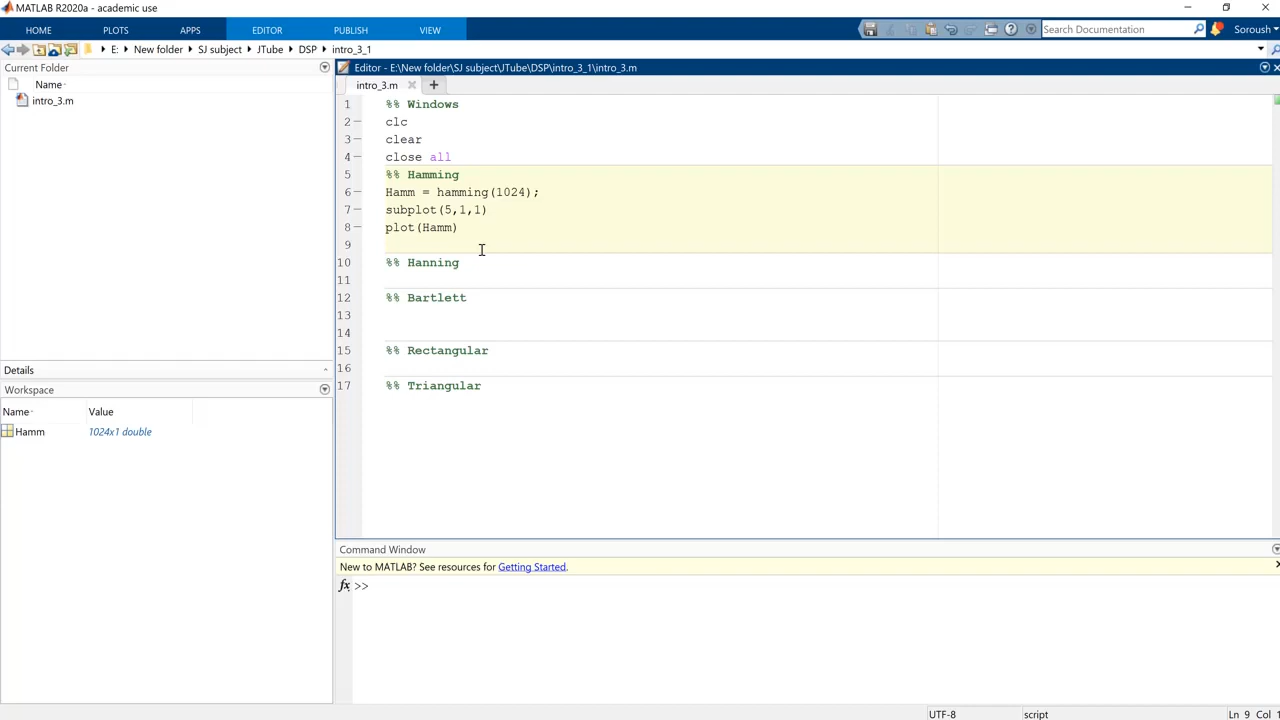 MATLAB R2020a - academic use
HOME PLOTS APPS EDITOR PUBLISH VIEW Search Documentation Soroush
E: New folder SJ subject JTube DSP intro_3_1
Current Folder
Name
intro_3.m
Details
Workspace
Name Value
Hamm 1024x1 double
Editor - E:\New folder\SJ subject\JTube\DSP\intro_3_1\intro_3.m
intro_3.m
1 %% Windows
2 clc
3 clear
4 close all
5 %% Hamming
6 Hamm = hamming(1024);
7 subplot(5,1,1)
8 plot(Hamm)
9
10 %% Hanning
11
12 %% Bartlett
13
14
15 %% Rectangular
16
17 %% Triangular
Command Window
New to MATLAB? See resources for Getting Started.
fx >>
UTF-8 script Ln 9 Col 1